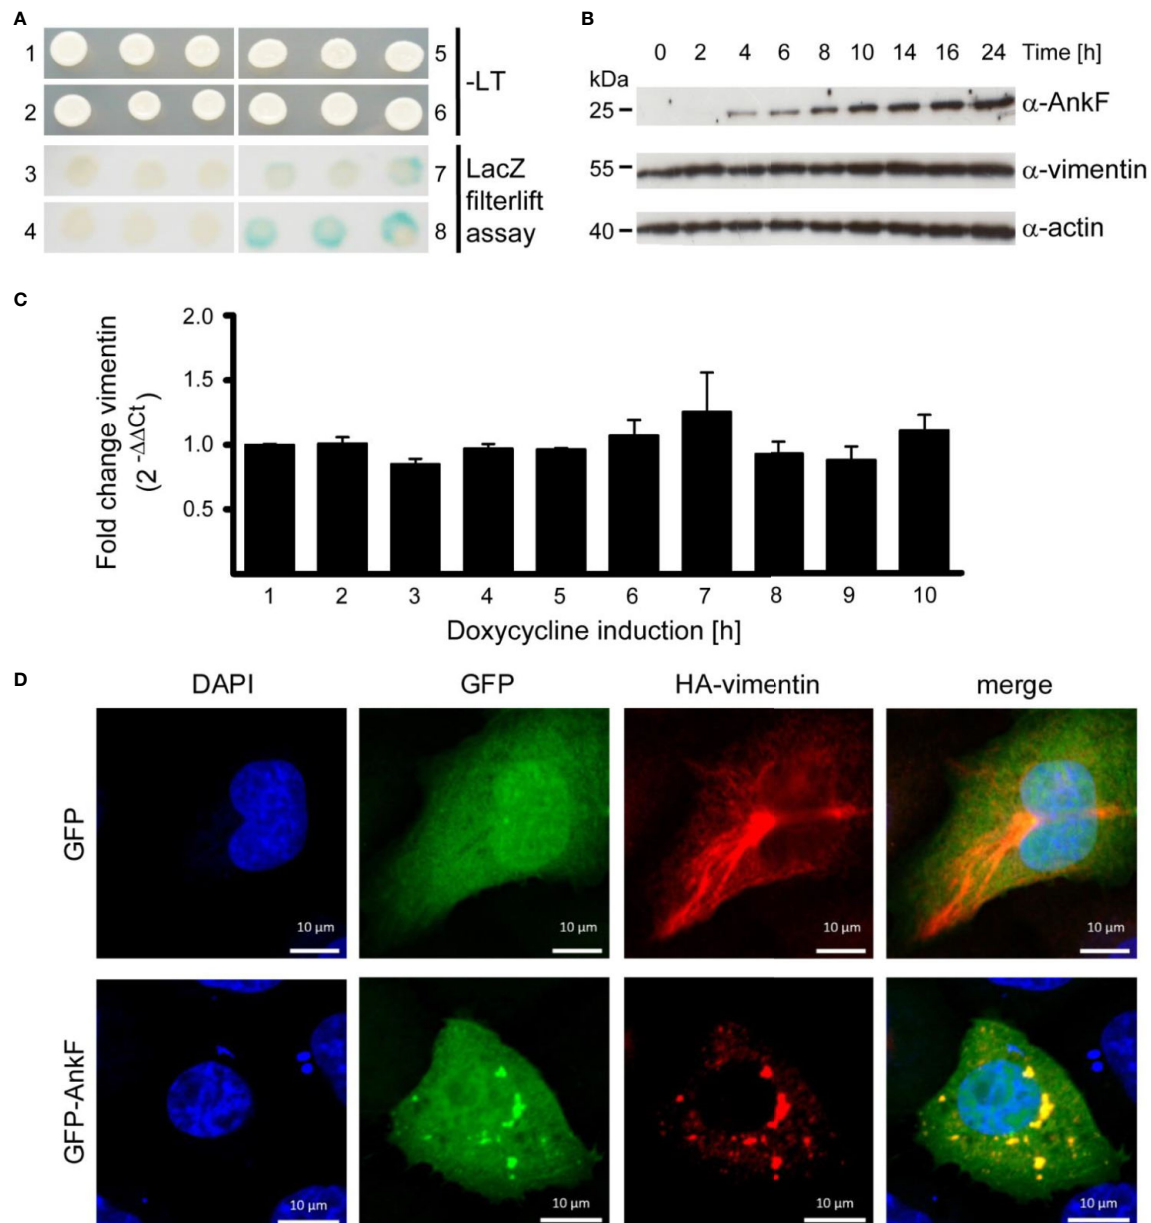 A
1
5
2
6
-LT
3
7
4
8
LacZ
filterlift
assay
B
0 2 4 6 8 10 14 16 24 Time [h]
kDa
25
α-AnkF
55
α-vimentin
40
α-actin
C
Fold change vimentin
(2^-ΔΔCt)
2.0
1.5
1.0
0.5
1 2 3 4 5 6 7 8 9 10
Doxycycline induction [h]
D
DAPI GFP HA-vimentin merge
GFP
10 µm 10 µm 10 µm 10 µm
GFP-AnkF
10 µm 10 µm 10 µm 10 µm